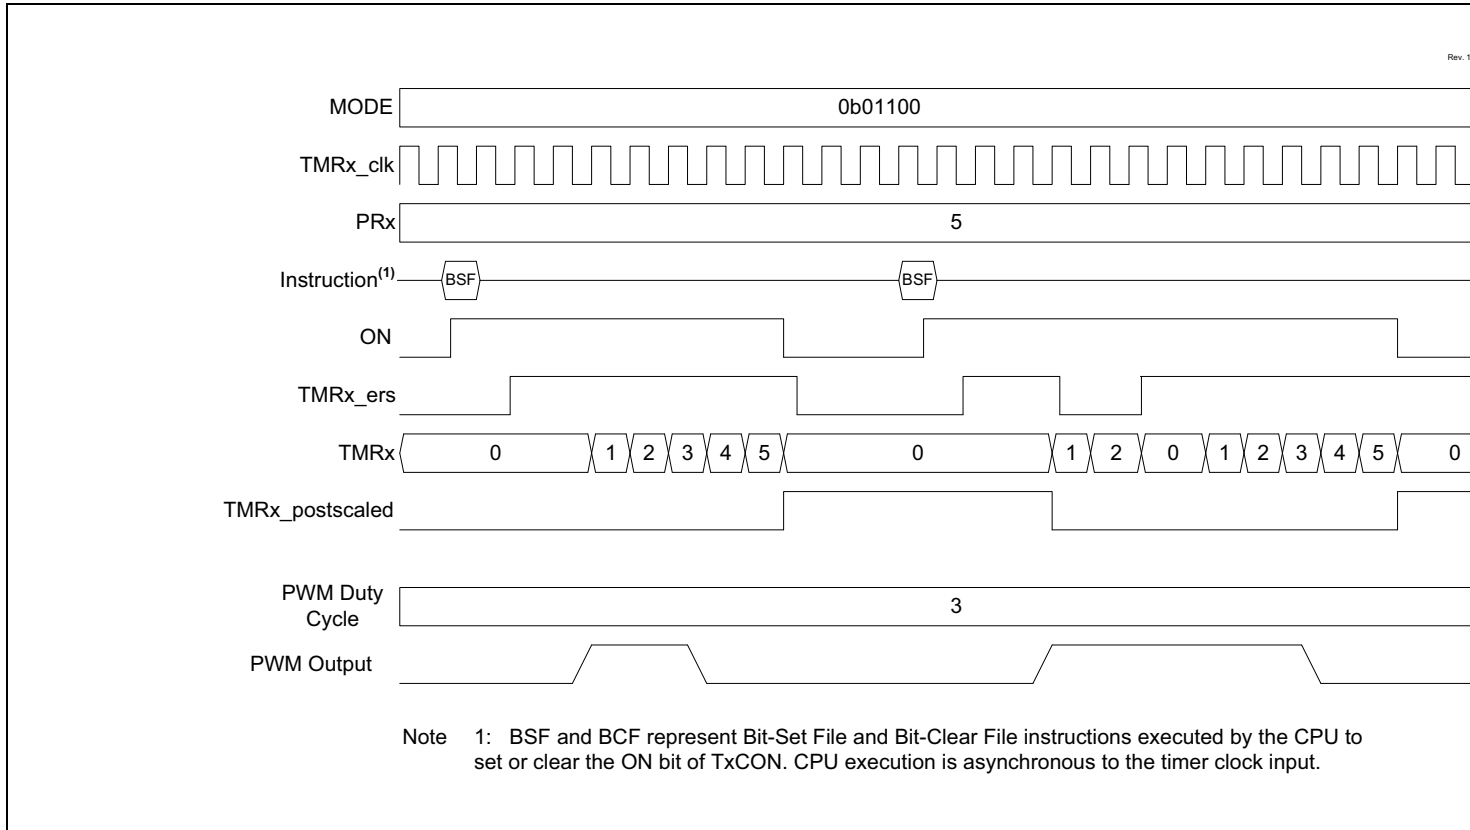 Rev. 1
MODE 0b01100
TMRx_clk
PRx 5
Instruction(1) BSF BSF
ON
TMRx_ers
TMRx 0 1 2 3 4 5 0 1 2 0 1 2 3 4 5 0
TMRx_postscaled
PWM Duty
Cycle 3
PWM Output
Note 1: BSF and BCF represent Bit-Set File and Bit-Clear File instructions executed by the CPU to
set or clear the ON bit of TxCON. CPU execution is asynchronous to the timer clock input.